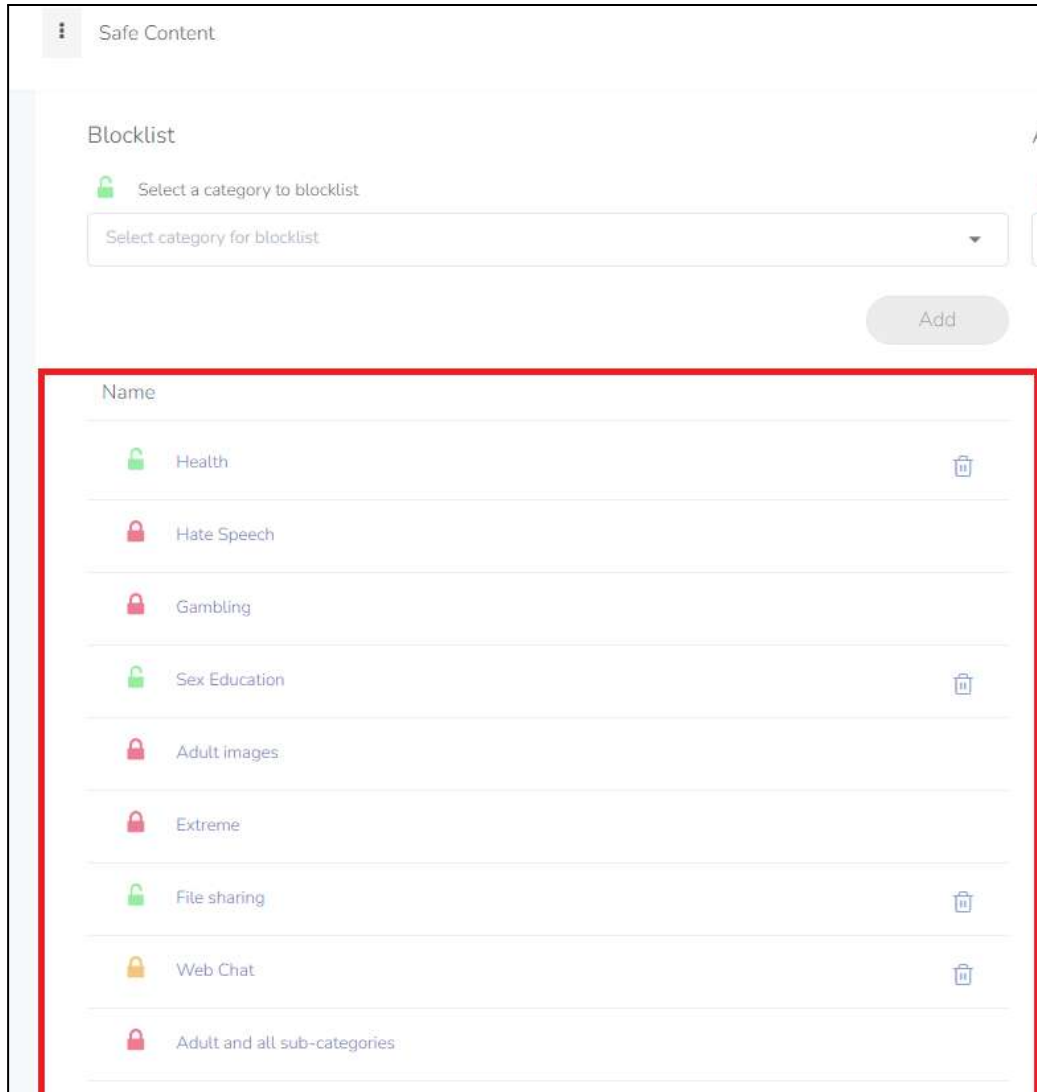 Safe Content
Blocklist
Select a category to blocklist
Select category for blocklist
Add
Name
Health
Hate Speech
Gambling
Sex Education
Adult images
Extreme
File sharing
Web Chat
Adult and all sub-categories